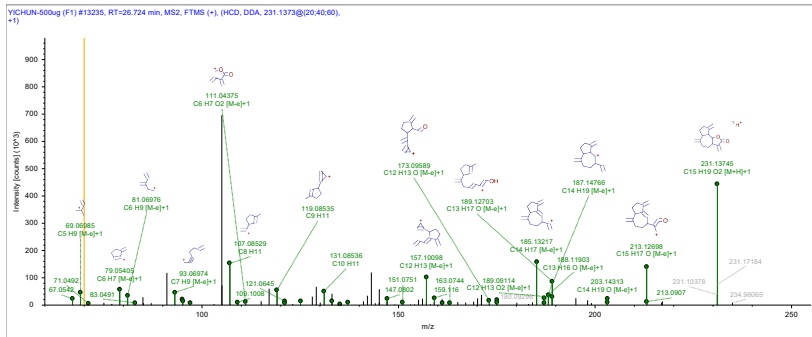 YICHUN-500ug (F1) #13235, RT=26.724 min, MS2, FTMS (+), (HCD, DDA, 231.1373@(20;40;60),
+1)
Intensity [counts] (10^3)
900
800
700
600
500
400
300
200
100
0
67.0542
71.0492
69.06985
C5 H9 [M-e]+1
79.05405
C6 H7 [M-e]+1
83.0491
81.06976
C6 H9 [M-e]+1
93.06974
C7 H9 [M-e]+1
111.04375
C6 H7 O2 [M-e]+1
107.08529
C8 H11
109.1008
121.0645
119.08535
C9 H11
131.08536
C10 H11
147.0802
151.0751
157.10098
C12 H13 [M-e]+1
159.116
163.0744
173.09589
C12 H13 O [M-e]+1
189.09114
C12 H13 O2 [M-e]+1
189.12703
C13 H17 O [M-e]+1
185.13217
C14 H17 [M-e]+1
187.14766
C14 H19 [M-e]+1
188.11903
C13 H16 O [M-e]+1
203.14313
C14 H19 O [M-e]+1
213.12698
C15 H17 O [M-e]+1
213.0907
231.13745
C15 H19 O2 [M+H]+1
231.17184
231.10378
234.96065
OH
O
H
100
150
200
250
m/z